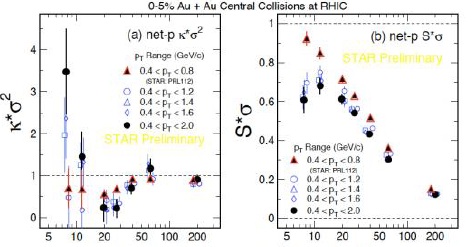 0-5% Au + Au Central Collisions at RHIC
(a) net-p κ*σ²
p_T Range (GeV/c)
0.4 < p_T < 0.8
(STAR: PRL112)
0.4 < p_T < 1.2
0.4 < p_T < 1.4
0.4 < p_T < 1.6
0.4 < p_T < 2.0
STAR Preliminary
κ*σ²
4
3
2
1
0
5 10 20 50 100 200
(b) net-p S*σ
STAR Preliminary
S*σ
1
0.8
0.6
0.4
0.2
0
p_T Range (GeV/c)
0.4 < p_T < 0.8
(STAR: PRL112)
0.4 < p_T < 1.2
0.4 < p_T < 1.4
0.4 < p_T < 1.6
0.4 < p_T < 2.0
5 10 20 50 100 200